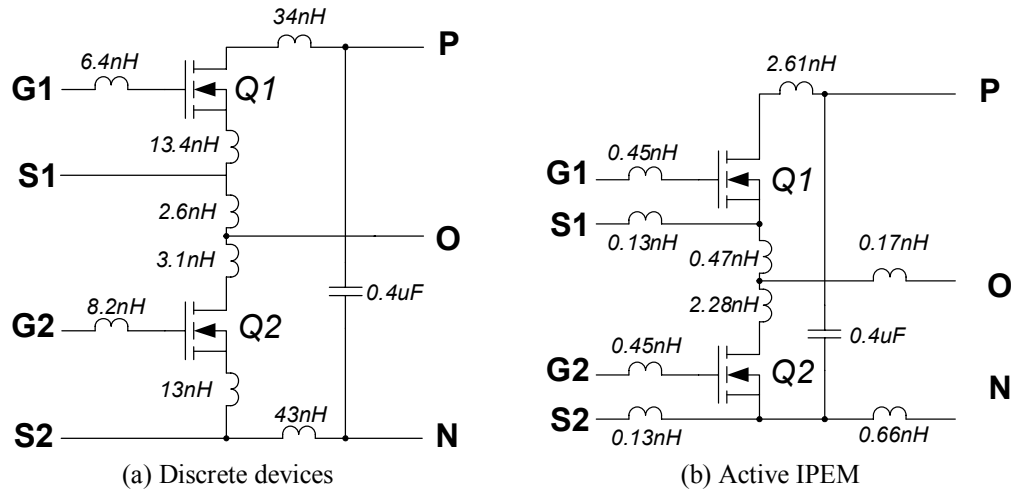 34nH
P
6.4nH
G1
Q1
13.4nH
S1
2.6nH
O
3.1nH
8.2nH
0.4uF
G2
Q2
13nH
43nH
S2
N
(a) Discrete devices
2.61nH
P
0.45nH
G1
Q1
S1
0.13nH
0.47nH
0.17nH
O
2.28nH
0.45nH
0.4uF
G2
Q2
N
S2
0.13nH
0.66nH
(b) Active IPEM